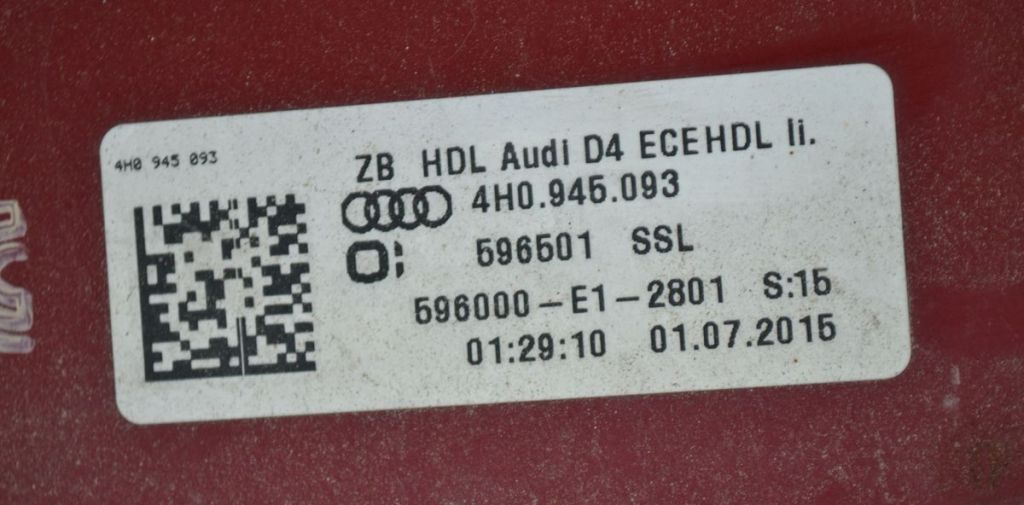 4H0 945 093
ZB HDL Audi D4 ECEHDL li.
4H0.945.093
596501 SSL
596000-E1-2801 S:15
01:29:10 01.07.2015